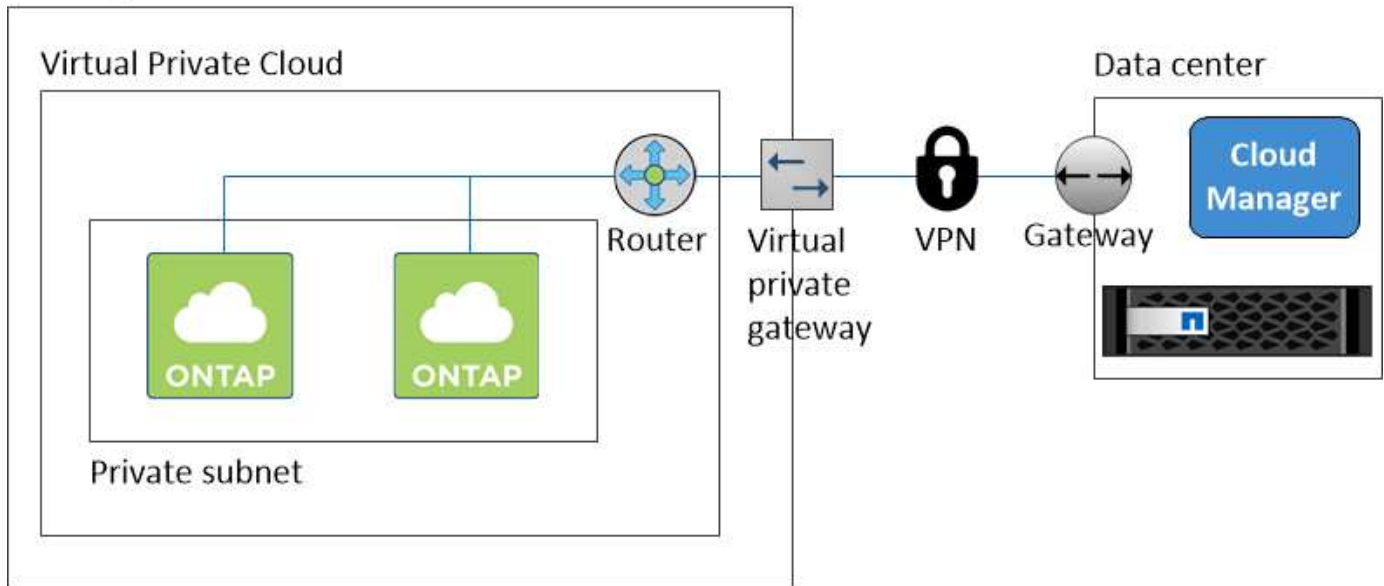 Virtual Private Cloud
Data center
Cloud
Manager
Router
Virtual
private
gateway
VPN
Gateway
ONTAP
ONTAP
Private subnet